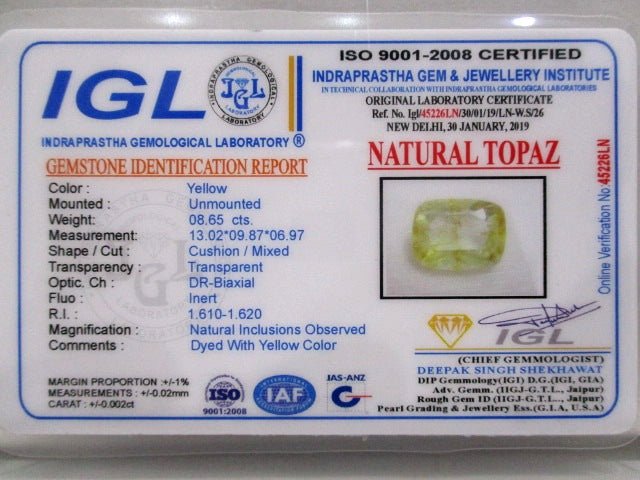 IGL
INDRAPRASTHA GEMOLOGICAL LABORATORY
JGL
INDRAPRASTHA GEMOLOGICAL LABORATORY ®
GEMSTONE IDENTIFICATION REPORT
Color : Yellow
Mounted : Unmounted
Weight: 08.65 cts.
Measurement: 13.02*09.87*06.97
Shape / Cut : Cushion / Mixed
Transparency : Transparent
Optic. Ch : DR-Biaxial
Fluo : Inert
R.I. : 1.610-1.620
Magnification : Natural Inclusions Observed
Comments : Dyed With Yellow Color
MARGIN PROPORTION :+/-1%
MEASUREMENTS : +/-0.02mm
CARAT : +/-0.002ct
ISO
9001:2008
IAF
JAS-ANZ
ISO 9001-2008 CERTIFIED
INDRAPRASTHA GEM & JEWELLERY INSTITUTE
IN TECHNICAL COLLABORATION WITH INDRAPRASTHA GEMOLOGICAL LABORATORIES
ORIGINAL LABORATORY CERTIFICATE
Ref. No. Igl/45226LN/30/01/19/LN-W.S/26
NEW DELHI, 30 JANUARY, 2019
NATURAL TOPAZ
Online Verification No:45226LN
IGL
(CHIEF GEMMOLOGIST)
DEEPAK SINGH SHEKHAWAT
DIP Gemmology(IGI) D.G.(IGI, GIA)
Adv. Gemm. (IIGJ-G.T.L.., Jaipur)
Rough Gem ID (IIGJ-G.T.L., Jaipur)
Pearl Grading & Jewellery Ess.(G.I.A, U.S.A)